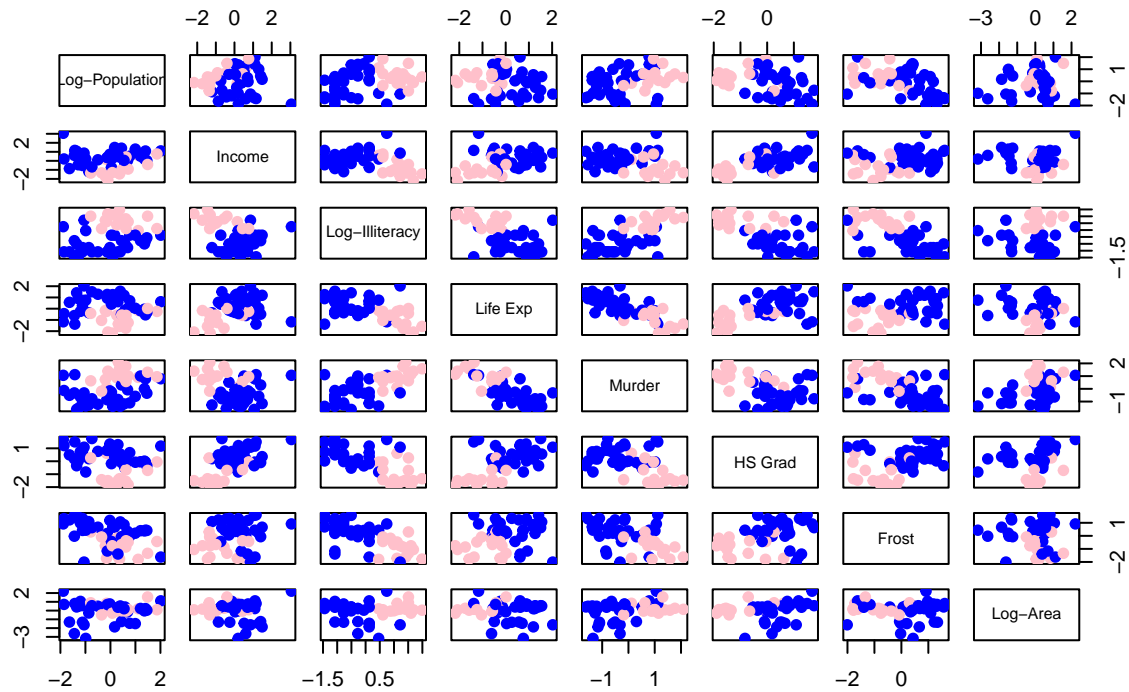 −2 0 2 −2 0 2 −2 0 −3 0 2
Log−Population 1 −2
2 −2 Income
Log−Illiteracy −1.5
2 −2 Life Exp
Murder 2 −1
1 −2 HS Grad
Frost 1 −2
2 −3 Log−Area
−2 0 2 −1.5 0.5 −1 1 −2 0